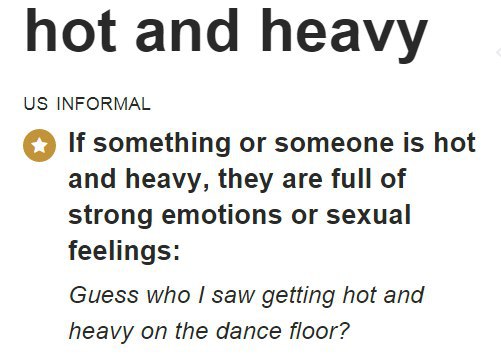 hot and heavy
US INFORMAL
If something or someone is hot
and heavy, they are full of
strong emotions or sexual
feelings:
Guess who I saw getting hot and
heavy on the dance floor?